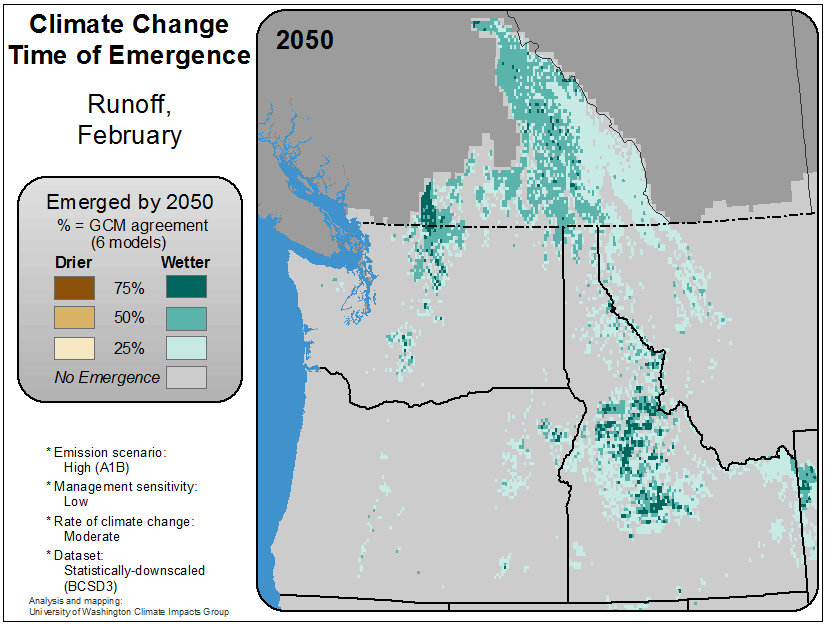 Climate Change
Time of Emergence
Runoff,
February
Emerged by 2050
% = GCM agreement
(6 models)
Drier Wetter
75%
50%
25%
No Emergence
* Emission scenario:
High (A1B)
* Management sensitivity:
Low
* Rate of climate change:
Moderate
* Dataset:
Statistically-downscaled
(BCSD3)
Analysis and mapping:
University of Washington Climate Impacts Group
2050